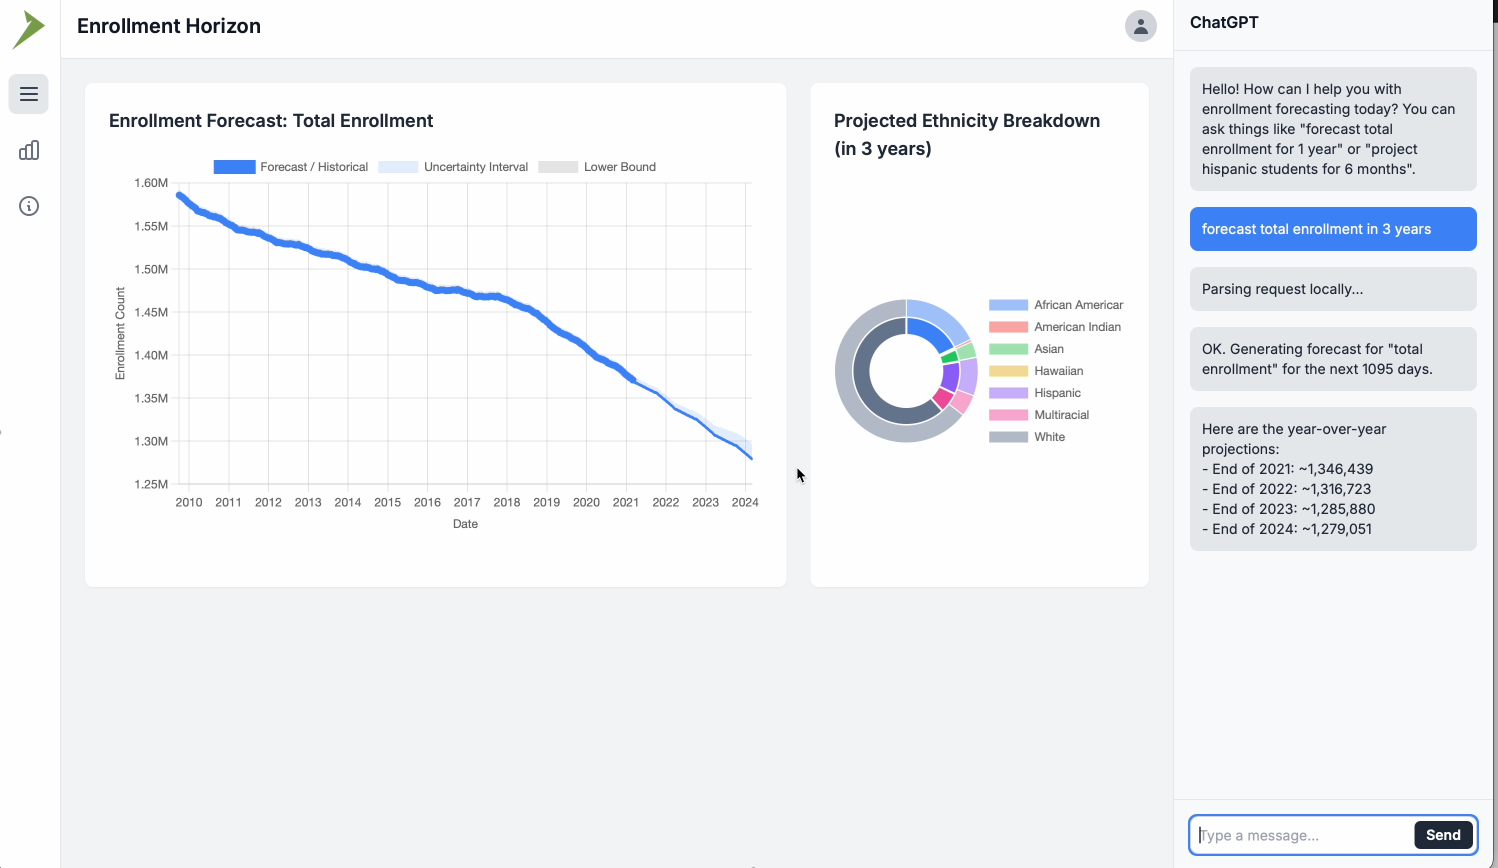 Enrollment Horizon
Enrollment Forecast: Total Enrollment
Forecast / Historical
Uncertainty Interval
Lower Bound
1.60M
1.55M
1.50M
1.45M
1.40M
1.35M
1.30M
1.25M
Enrollment Count
2010 2011 2012 2013 2014 2015 2016 2017 2018 2019 2020 2021 2022 2023 2024
Date
Projected Ethnicity Breakdown
(in 3 years)
African Americar
American Indian
Asian
Hawaiian
Hispanic
Multiracial
White
ChatGPT
Hello! How can I help you with
enrollment forecasting today? You can
ask things like "forecast total
enrollment for 1 year" or "project
hispanic students for 6 months".
forecast total enrollment in 3 years
Parsing request locally...
OK. Generating forecast for "total
enrollment" for the next 1095 days.
Here are the year-over-year
projections:
- End of 2021: ~1,346,439
- End of 2022: ~1,316,723
- End of 2023: ~1,285,880
- End of 2024: ~1,279,051
Type a message...
Send